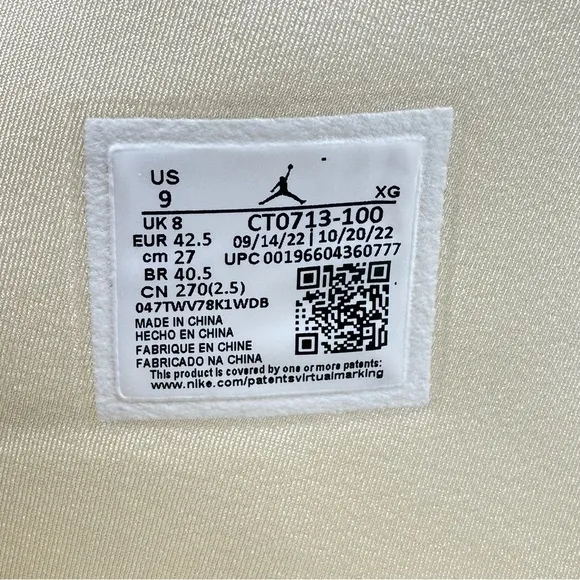 US
9
XG
UK 8
CT0713-100
EUR 42.5
09/14/22 | 10/20/22
cm 27
UPC 00196604360777
BR 40.5
CN 270(2.5)
047TWV78K1WDB
MADE IN CHINA
HECHO EN CHINA
FABRIQUE EN CHINE
FABRICADO NA CHINA
This product is covered by one or more patents:
www.nike.com/patentsvirtualmarking